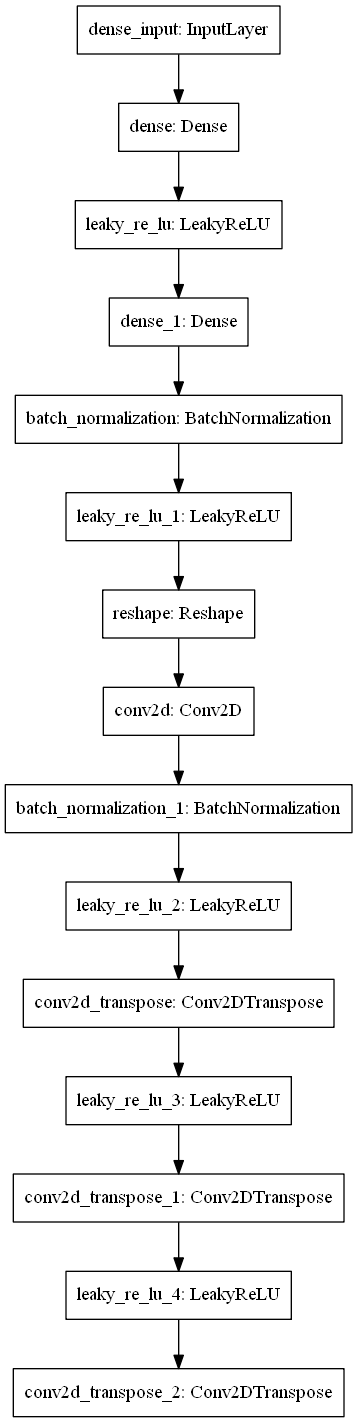 dense_input: InputLayer
dense: Dense
leaky_re_lu: LeakyReLU
dense_1: Dense
batch_normalization: BatchNormalization
leaky_re_lu_1: LeakyReLU
reshape: Reshape
conv2d: Conv2D
batch_normalization_1: BatchNormalization
leaky_re_lu_2: LeakyReLU
conv2d_transpose: Conv2DTranspose
leaky_re_lu_3: LeakyReLU
conv2d_transpose_1: Conv2DTranspose
leaky_re_lu_4: LeakyReLU
conv2d_transpose_2: Conv2DTranspose